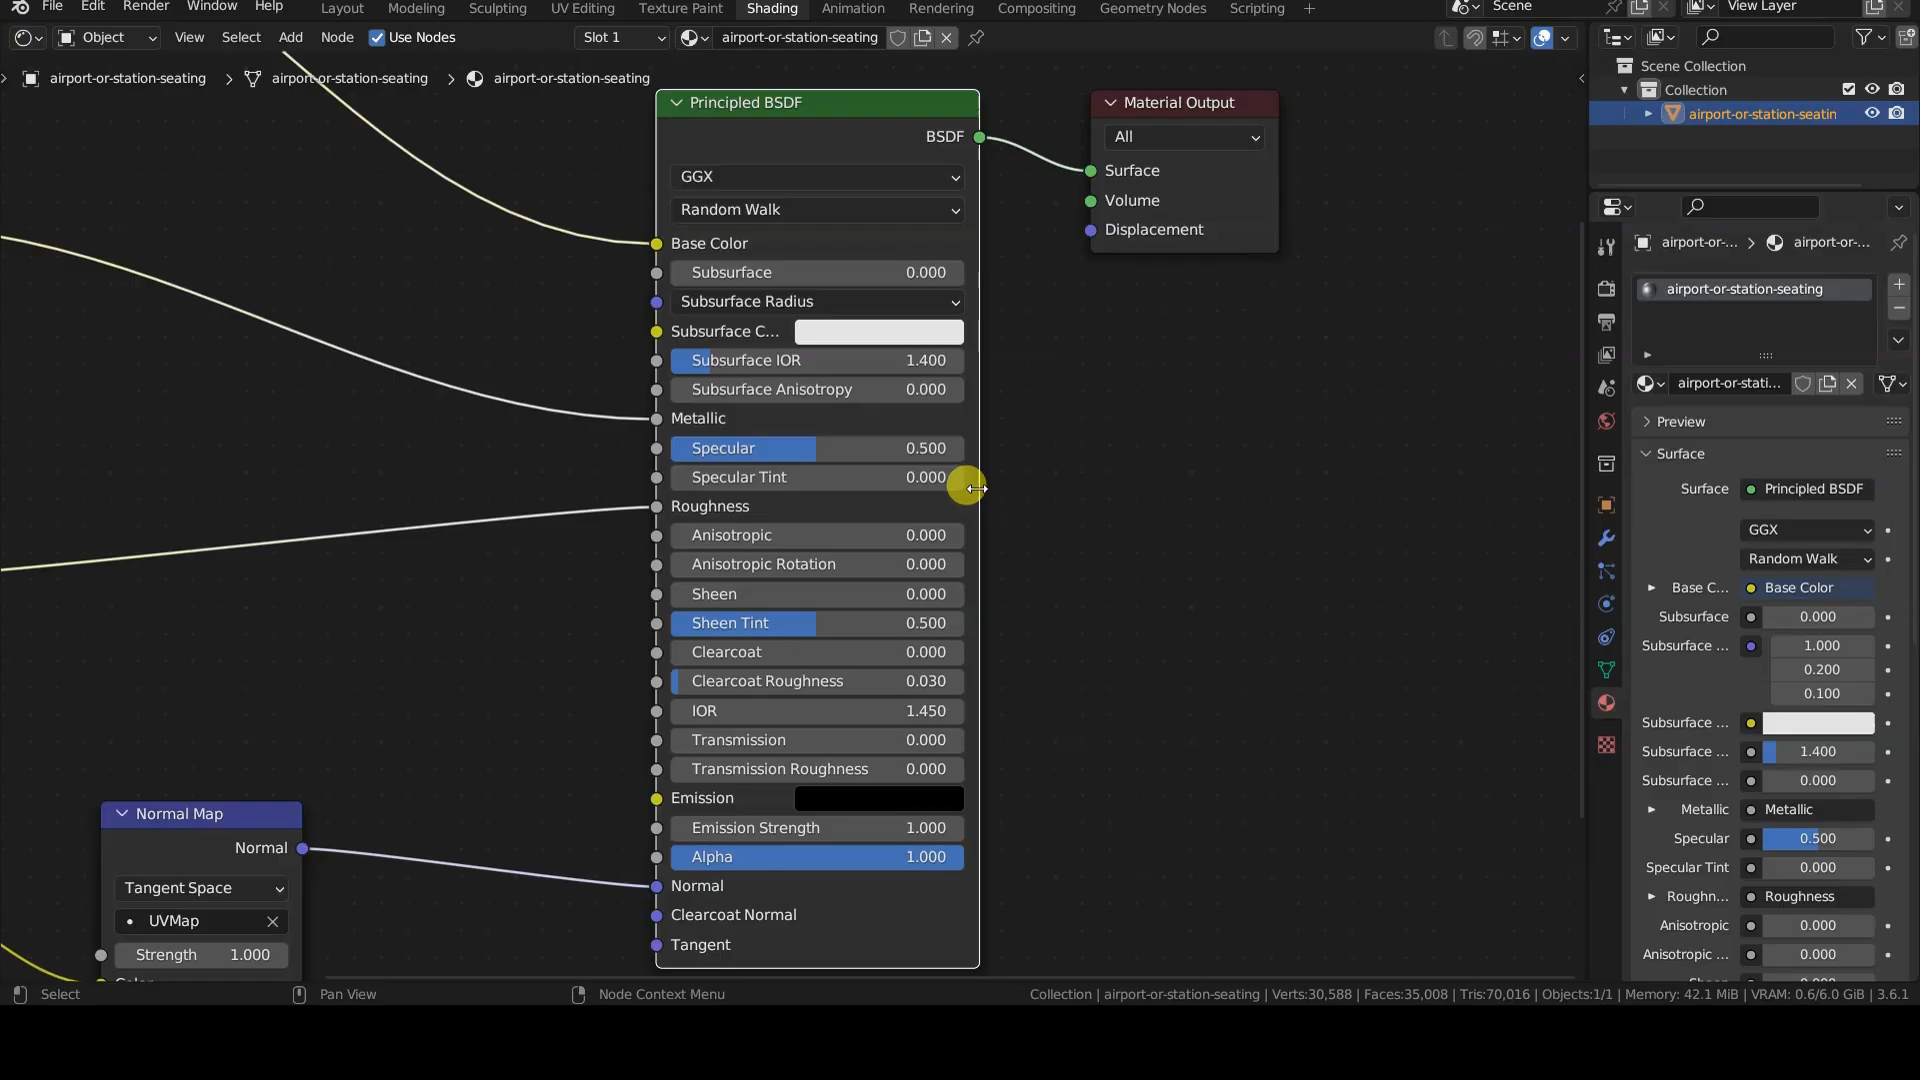 File Edit Render Window Help Layout Modeling Sculpting UV Editing Texture Paint Shading Animation Rendering Compositing Geometry Nodes Scripting + Scene View Layer
Object View Select Add Node Use Nodes Slot 1 airport-or-station-seating
airport-or-station-seating > airport-or-station-seating > airport-or-station-seating
Principled BSDF
BSDF
GGX
Random Walk
Base Color
Subsurface 0.000
Subsurface Radius
Subsurface C...
Subsurface IOR 1.400
Subsurface Anisotropy 0.000
Metallic
Specular 0.500
Specular Tint 0.000
Roughness
Anisotropic 0.000
Anisotropic Rotation 0.000
Sheen 0.000
Sheen Tint 0.500
Clearcoat 0.000
Clearcoat Roughness 0.030
IOR 1.450
Transmission 0.000
Transmission Roughness 0.000
Emission
Emission Strength 1.000
Alpha 1.000
Normal
Clearcoat Normal
Tangent
Material Output
All
Surface
Volume
Displacement
Normal Map
Normal
Tangent Space
UVMap
Strength 1.000
Scene Collection
Collection
airport-or-station-seatin
airport-or-... > airport-or-...
airport-or-station-seating
airport-or-stati...
Preview
Surface
Surface Principled BSDF
GGX
Random Walk
Base C... Base Color
Subsurface 0.000
Subsurface ... 1.000
0.200
0.100
Subsurface ...
Subsurface ... 1.400
Subsurface ... 0.000
Metallic Metallic
Specular 0.500
Specular Tint 0.000
Roughn... Roughness
Anisotropic 0.000
Anisotropic ... 0.000
Select Pan View Node Context Menu Collection | airport-or-station-seating | Verts:30,588 | Faces:35,008 | Tris:70,016 | Objects:1/1 | Memory: 42.1 MiB | VRAM: 0.6/6.0 GiB | 3.6.1